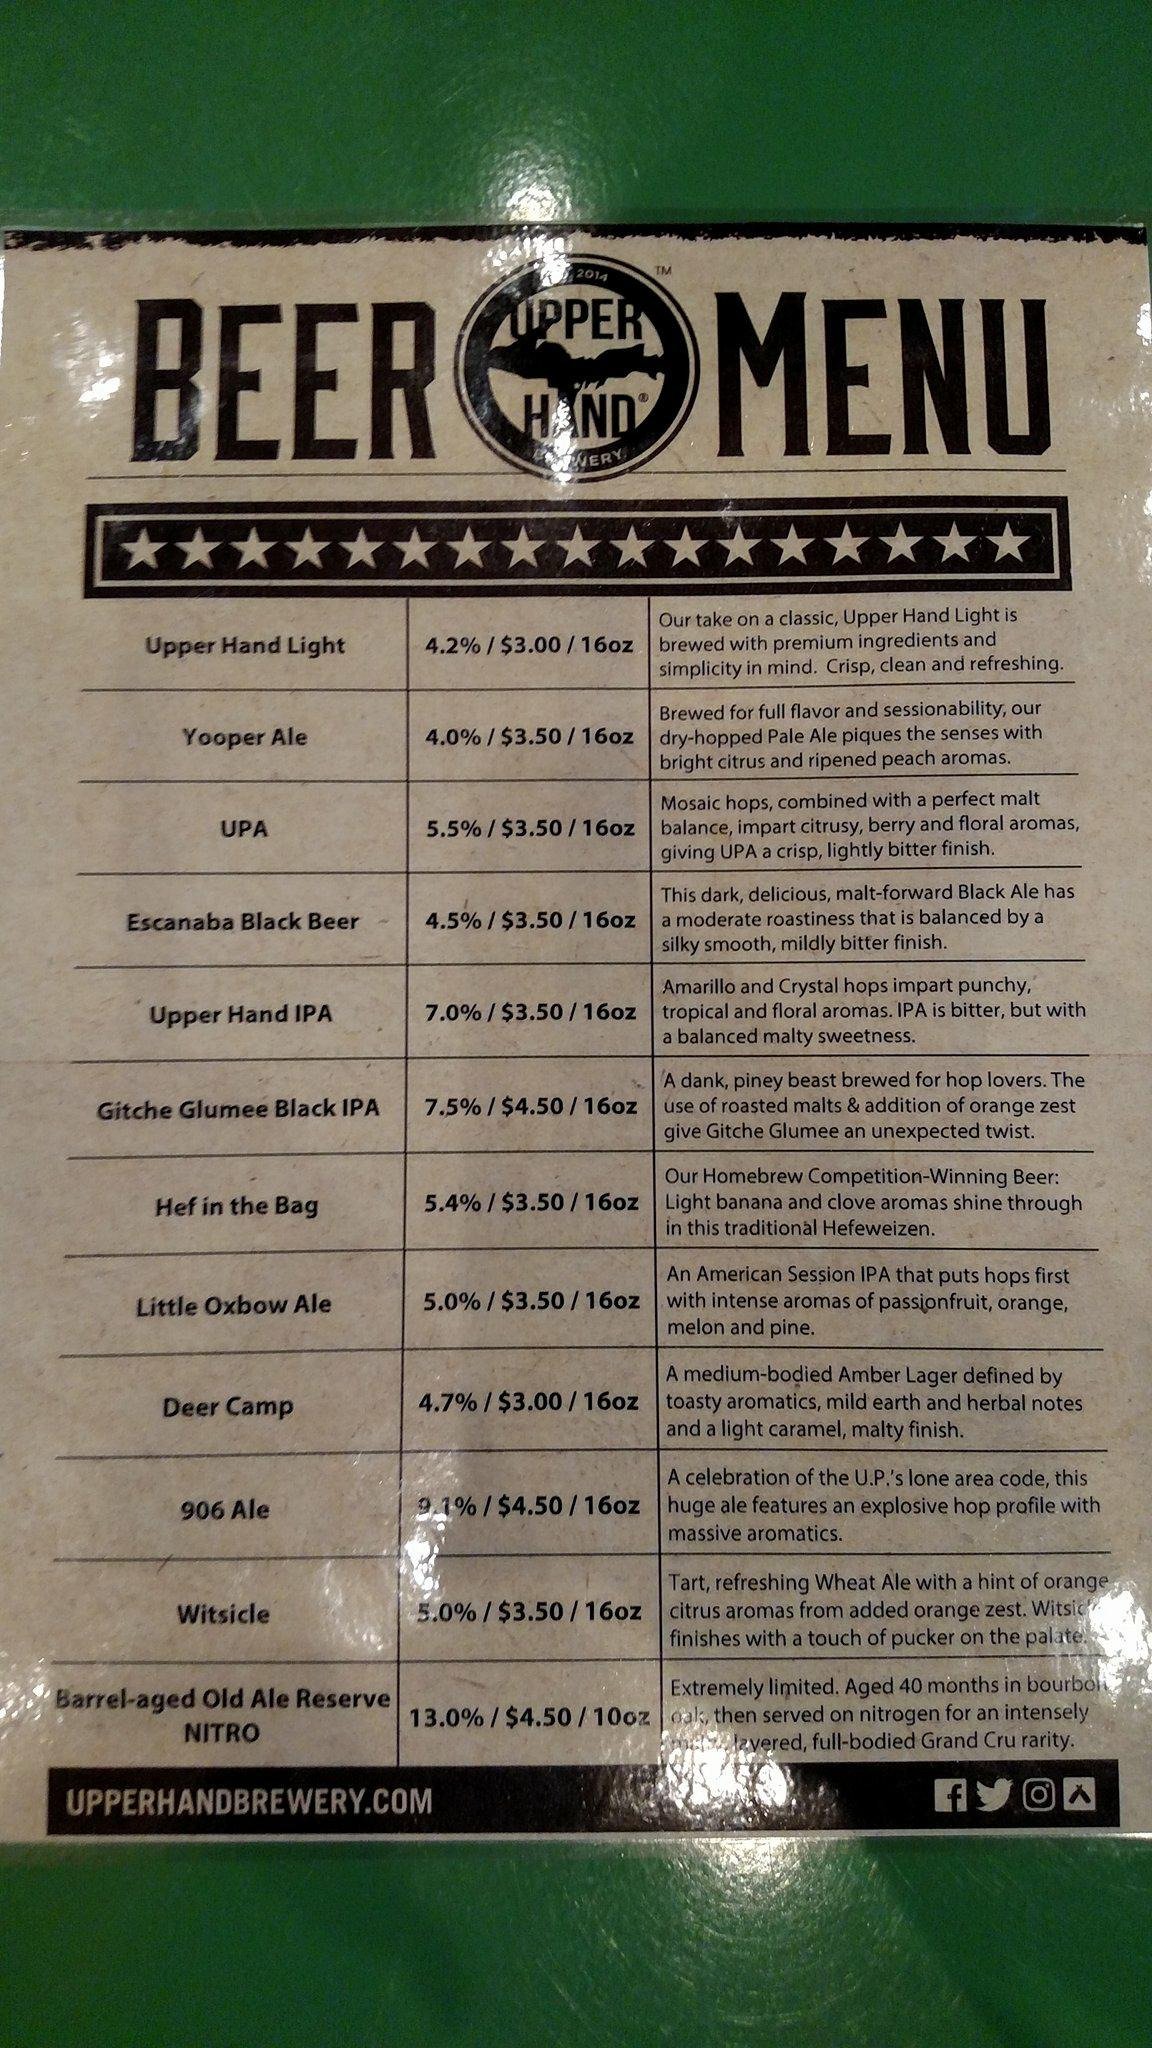 BEER MENU
2014
UPPER
HAND®
BREWERY
TM
Upper Hand Light
4.2% / $3.00 / 16oz
Our take on a classic, Upper Hand Light is
brewed with premium ingredients and
simplicity in mind. Crisp, clean and refreshing.
Yooper Ale
4.0% / $3.50 / 16oz
Brewed for full flavor and sessionability, our
dry-hopped Pale Ale piques the senses with
bright citrus and ripened peach aromas.
UPA
5.5% / $3.50 / 16oz
Mosaic hops, combined with a perfect malt
balance, impart citrusy, berry and floral aromas,
giving UPA a crisp, lightly bitter finish.
Escanaba Black Beer
4.5% / $3.50 / 16oz
This dark, delicious, malt-forward Black Ale has
a moderate roastiness that is balanced by a
silky smooth, mildly bitter finish.
Upper Hand IPA
7.0% / $3.50 / 16oz
Amarillo and Crystal hops impart punchy,
tropical and floral aromas. IPA is bitter, but with
a balanced malty sweetness.
Gitche Glumee Black IPA
7.5% / $4.50 / 16oz
A dank, piney beast brewed for hop lovers. The
use of roasted malts & addition of orange zest
give Gitche Glumee an unexpected twist.
Hef in the Bag
5.4% / $3.50 / 16oz
Our Homebrew Competition-Winning Beer:
Light banana and clove aromas shine through
in this traditional Hefeweizen.
Little Oxbow Ale
5.0% / $3.50 / 16oz
An American Session IPA that puts hops first
with intense aromas of passionfruit, orange,
melon and pine.
Deer Camp
4.7% / $3.00 / 16oz
A medium-bodied Amber Lager defined by
toasty aromatics, mild earth and herbal notes
and a light caramel, malty finish.
906 Ale
9.1% / $4.50 / 16oz
A celebration of the U.P.'s lone area code, this
huge ale features an explosive hop profile with
massive aromatics.
Witsicle
5.0% / $3.50 / 16oz
Tart, refreshing Wheat Ale with a hint of orange
citrus aromas from added orange zest. Witsicle
finishes with a touch of pucker on the palate.
Barrel-aged Old Ale Reserve
NITRO
13.0% / $4.50 / 10oz
Extremely limited. Aged 40 months in bourbon
oak, then served on nitrogen for an intensely
layered, full-bodied Grand Cru rarity.
UPPERHANDBREWERY.COM